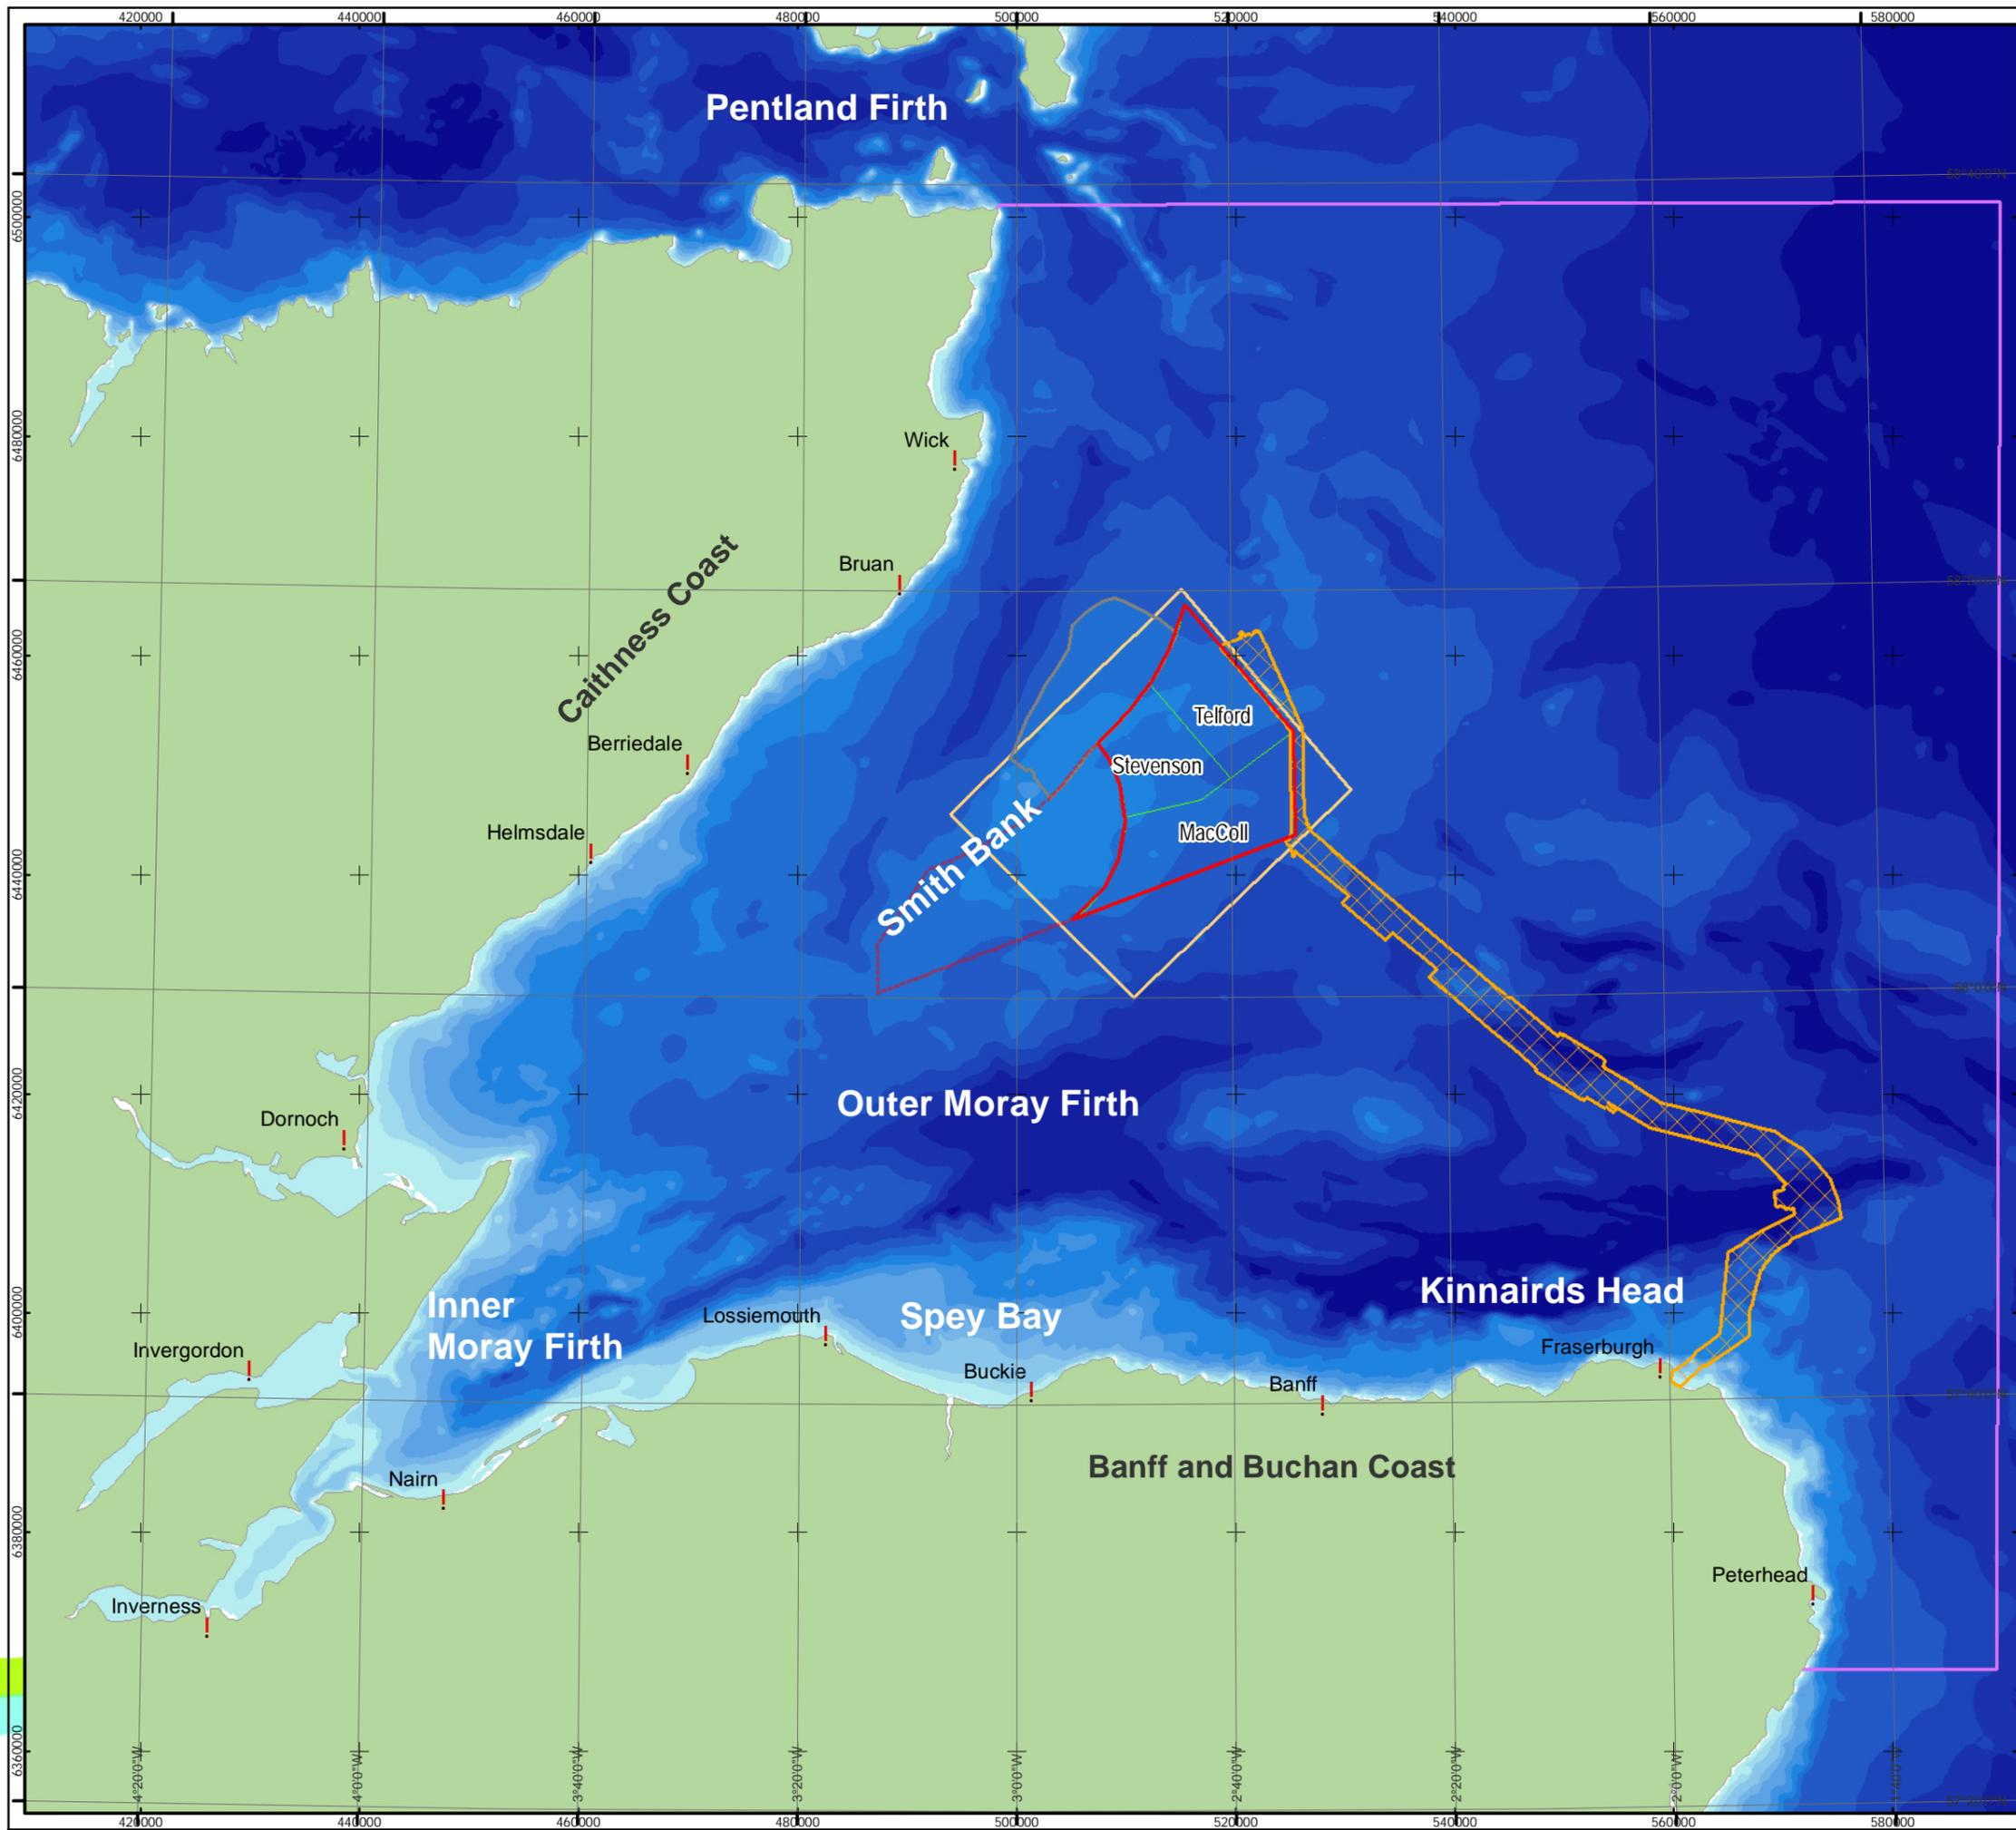 420000 440000 460000 480000 500000 520000 540000 560000 580000
Pentland Firth
6500000
6480000
Wick
Bruan
Caithness Coast
6460000
Telford
Berriedale
Stevenson
Helmsdale
MacColl
Smith Bank
6440000
Outer Moray Firth
6420000
Dornoch
Kinnairds Head
Inner
Moray Firth
Lossiemouth
Spey Bay
6400000
Invergordon
Fraserburgh
Buckie
Banff
Banff and Buchan Coast
Nairn
6380000
Peterhead
Inverness
6360000
4°20'0"W 4°0'0"W 3°40'0"W 3°20'0"W 3°0'0"W 2°40'0"W 2°20'0"W 2°0'0"W
420000 440000 460000 480000 500000 520000 540000 560000 580000